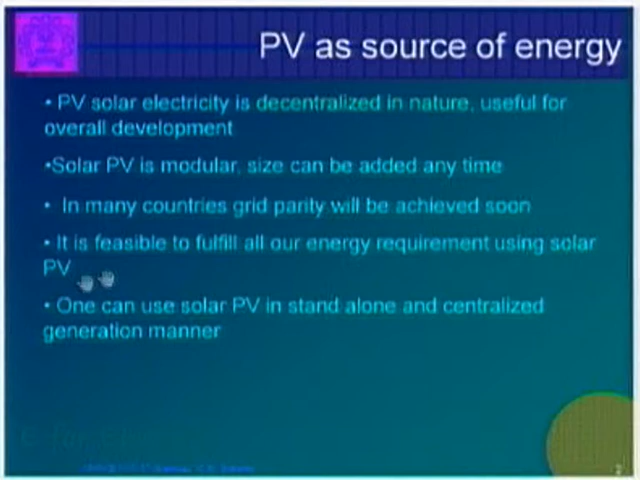 PV as source of energy
• PV solar electricity is decentralized in nature, useful for
overall development
•Solar PV is modular, size can be added any time
• In many countries grid parity will be achieved soon
• It is feasible to fulfill all our energy requirement using solar
PV
• One can use solar PV in stand alone and centralized
generation manner
2